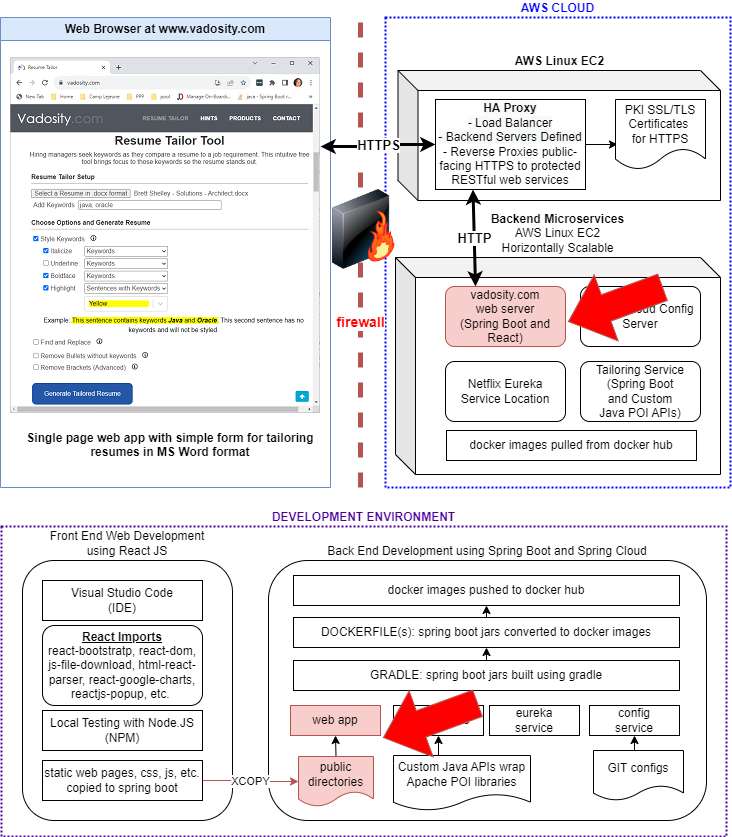 AWS CLOUD
Web Browser at www.vadosity.com
Resume Tailor
vadosity.com
New Tab
Home
Camp Lejeune
PPP
pool
Manage On-Boardi...
java - Spring Boot r...
Vadosity.com
RESUME TAILOR
HINTS
PRODUCTS
CONTACT
Resume Tailor Tool
Hiring managers seek keywords as they compare a resume to a job requirement. This intuitive free
tool brings focus to those keywords so the resume stands out.
Resume Tailor Setup
Select a Resume in .docx format
Brett Shelley - Solutions - Architect.docx
Add Keywords
java, oracle
Choose Options and Generate Resume
Style Keywords
Italicize
Keywords
Underline
Keywords
Boldface
Keywords
Highlight
Sentences with Keywords
Yellow
Example: This sentence contains keywords Java and Oracle. This second sentence has no
keywords and will not be styled.
Find and Replace
Remove Bullets without keywords
Remove Brackets (Advanced)
Generate Tailored Resume
Single page web app with simple form for tailoring
resumes in MS Word format
HTTPS
firewall
AWS Linux EC2
HA Proxy
- Load Balancer
- Backend Servers Defined
- Reverse Proxies public-
facing HTTPS to protected
RESTful web services
PKI SSL/TLS
Certificates
for HTTPS
HTTP
Backend Microservices
AWS Linux EC2
Horizontally Scalable
vadosity.com
web server
(Spring Boot and
React)
Config
Server
Netflix Eureka
Service Location
Tailoring Service
(Spring Boot
and Custom
Java POI APIs)
docker images pulled from docker hub
DEVELOPMENT ENVIRONMENT
Front End Web Development
using React JS
Visual Studio Code
(IDE)
React Imports
react-bootstratp, react-dom,
js-file-download, html-react-
parser, react-google-charts,
reactjs-popup, etc.
Local Testing with Node.JS
(NPM)
static web pages, css, js, etc.
copied to spring boot
XCOPY
Back End Development using Spring Boot and Spring Cloud
docker images pushed to docker hub
DOCKERFILE(s): spring boot jars converted to docker images
GRADLE: spring boot jars built using gradle
web app
eureka
service
config
service
public
directories
Custom Java APIs wrap
Apache POI libraries
GIT configs